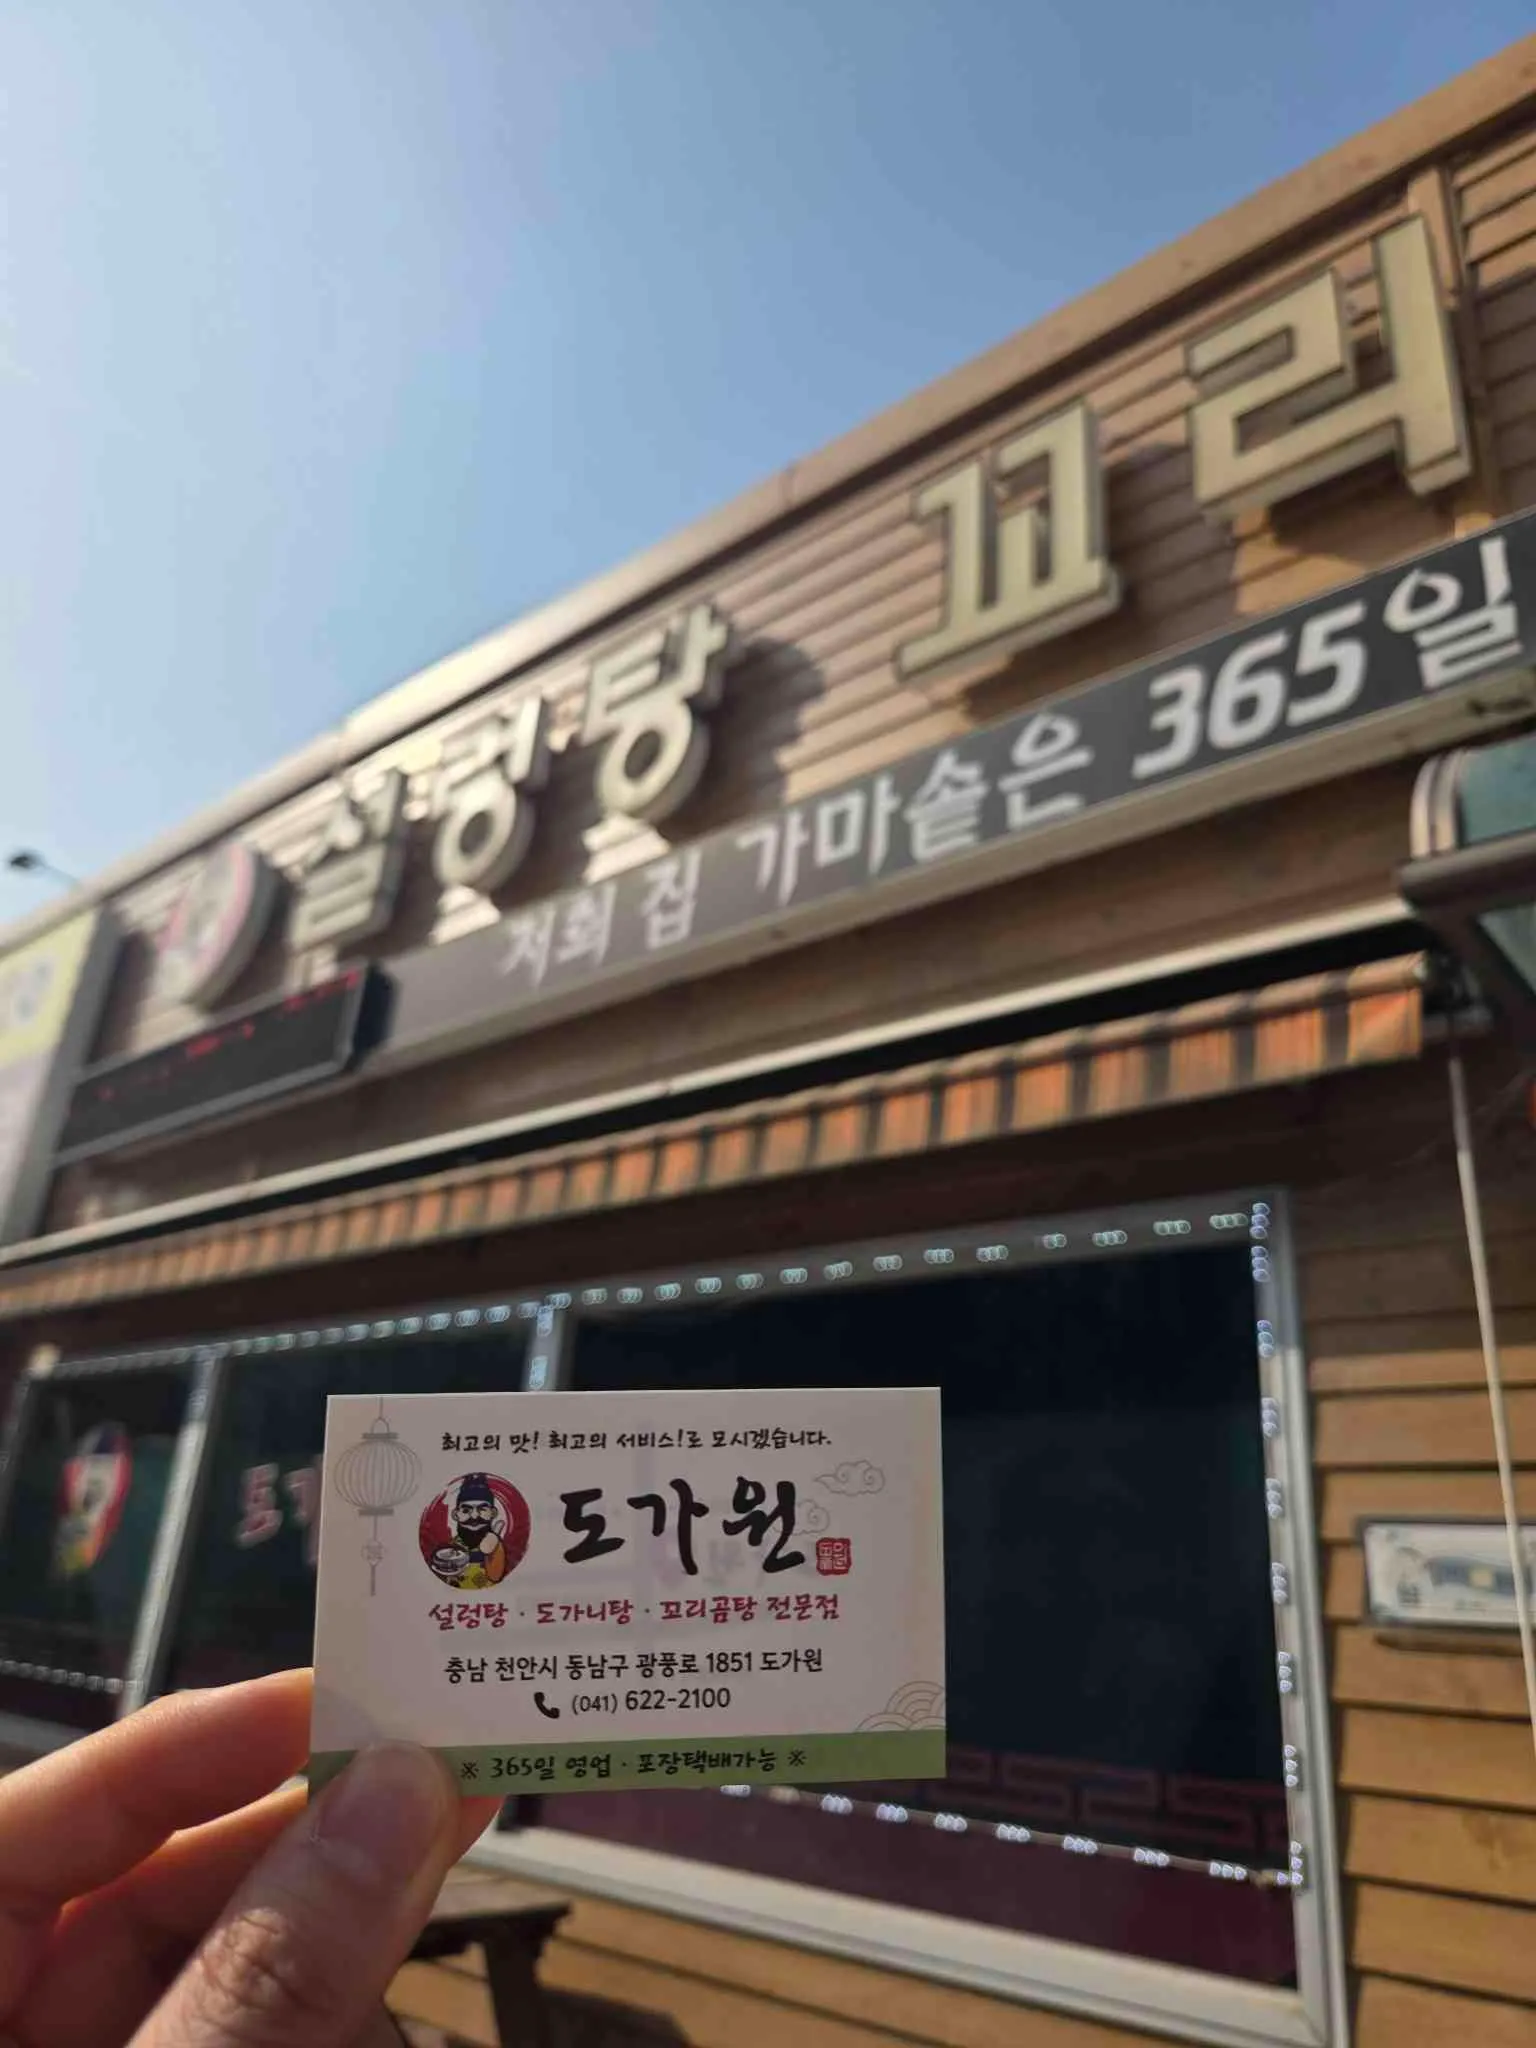 설렁탕 꼬리
저희 집 가마솥은 365일
도가
최고의 맛! 최고의 서비스!로 모시겠습니다.
도가원
설렁탕 · 도가니탕 · 꼬리곰탕 전문점
충남 천안시 동남구 광풍로 1851 도가원
(041) 622-2100
※ 365일 영업 · 포장택배가능 ※